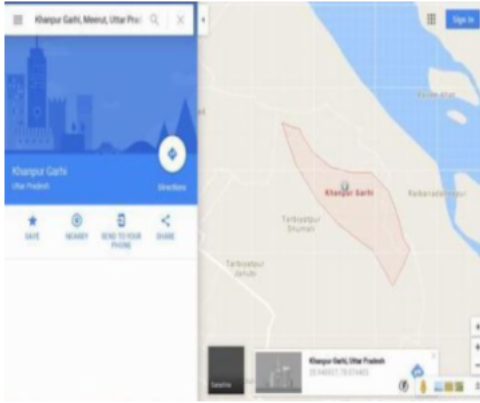 Khanpur Garhi, Meerut, Uttar Prad
Sign in
Khanpur Garhi
Uttar Pradesh
Directions
SAVE
NEARBY
SEND TO YOUR
PHONE
SHARE
Khanpur Garhi
Tarbiyatpur
Shumali
Tarbiyatpur
Janubi
Khanpur Garhi, Uttar Pradesh
Satellite